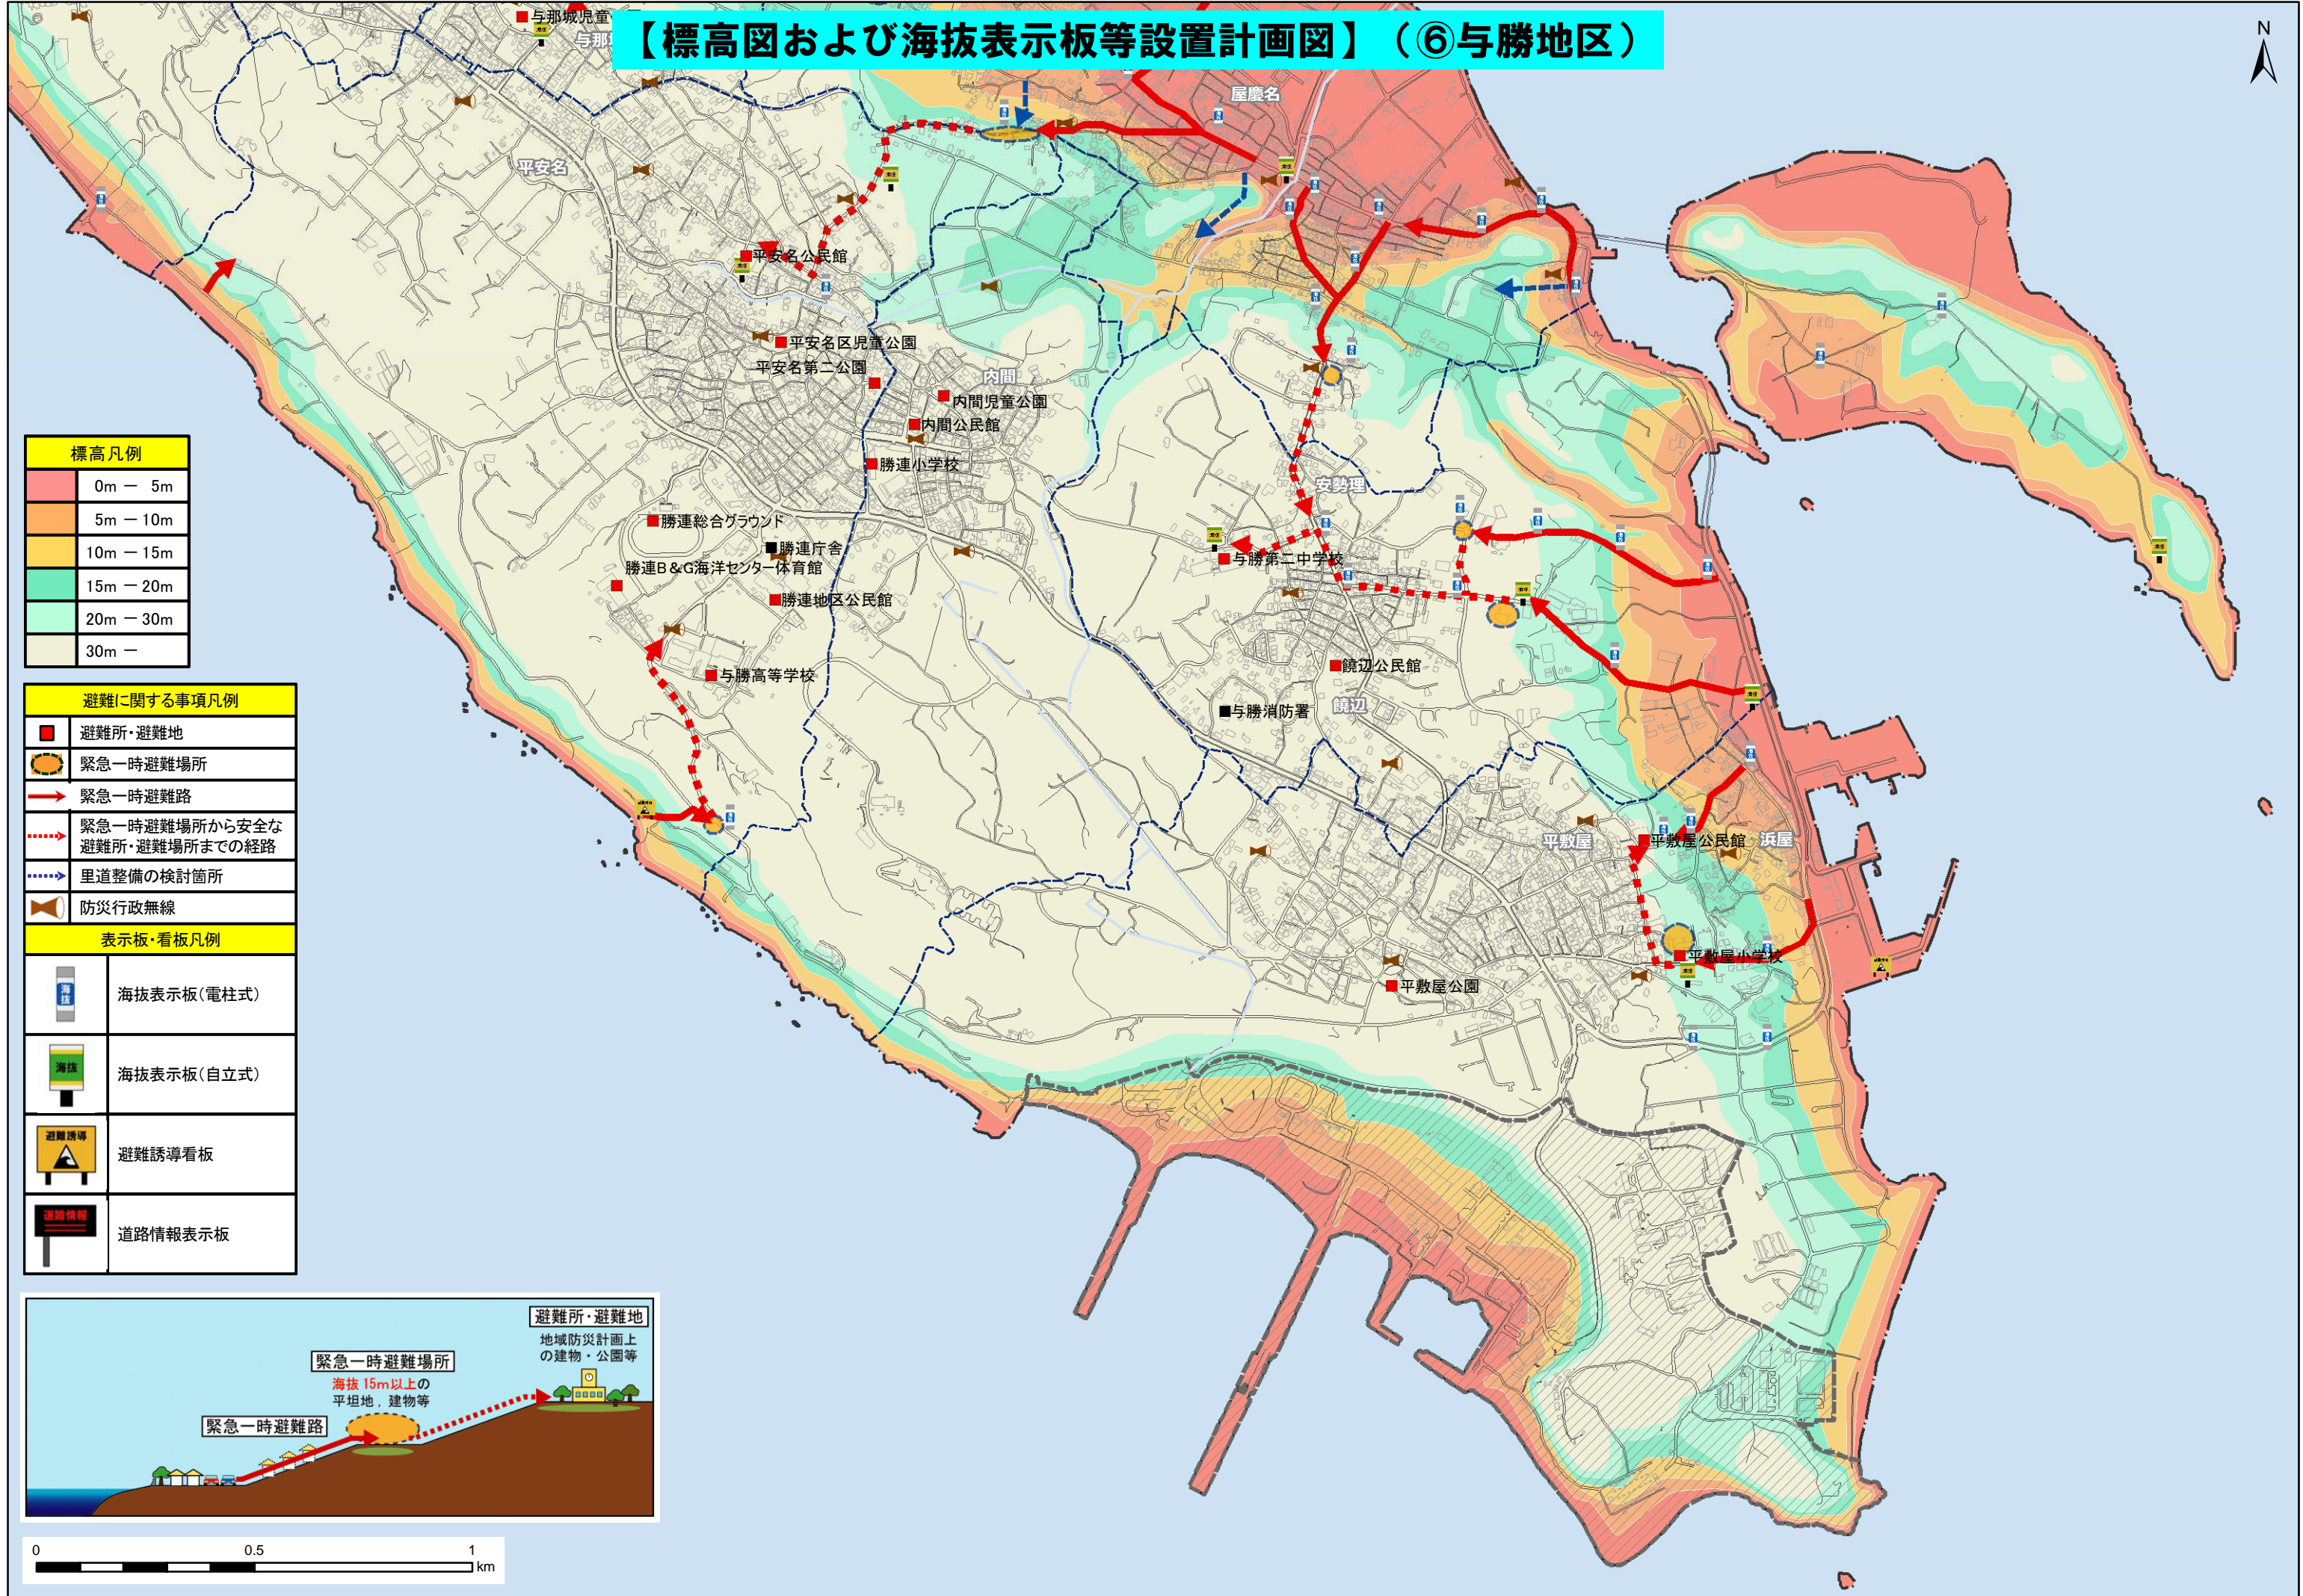 【標高図および海抜表示板等設置計画図】（⑥与勝地区）
N
与那城児童
与那
屋慶名
平安名
平安名公民館
平安名区児童公園
平安名第二公園
内間
内間児童公園
内間公民館
勝連小学校
安勢理
勝連総合グラウンド
勝連庁舎
勝連B&G海洋センター体育館
勝連地区公民館
与勝第二中学校
与勝高等学校
饒辺公民館
饒辺
与勝消防署
平敷屋
平敷屋公民館
浜屋
平敷屋小学校
平敷屋公園
標高凡例
0m － 5m
5m －10m
10m －15m
15m －20m
20m －30m
30m －
避難に関する事項凡例
避難所・避難地
緊急一時避難場所
緊急一時避難路
緊急一時避難場所から安全な
避難所・避難場所までの経路
里道整備の検討箇所
防災行政無線
表示板・看板凡例
海抜
海抜表示板（電柱式）
海抜
海抜表示板（自立式）
避難誘導
避難誘導看板
道路情報
道路情報表示板
避難所・避難地
地域防災計画上
の建物・公園等
緊急一時避難場所
海抜15m以上の
平坦地，建物等
緊急一時避難路
0 0.5 1
km